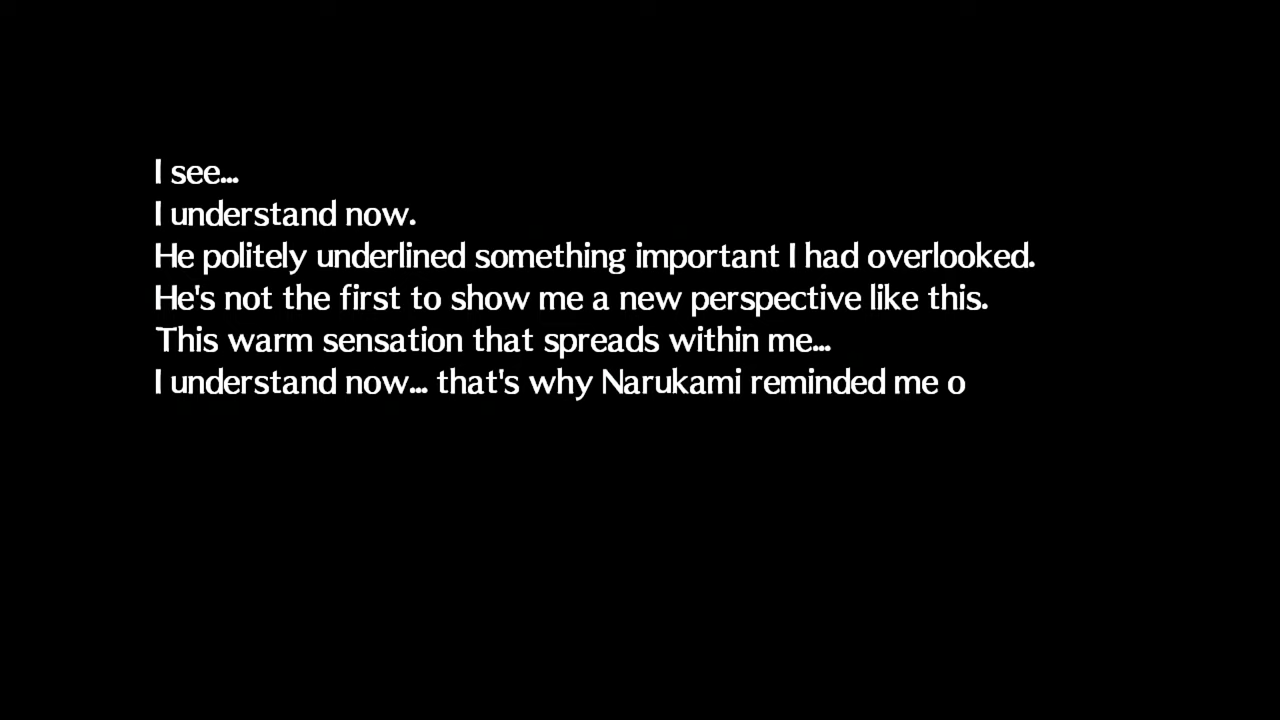 I see...
I understand now.
He politely underlined something important I had overlooked.
He's not the first to show me a new perspective like this.
This warm sensation that spreads within me...
I understand now... that's why Narukami reminded me o